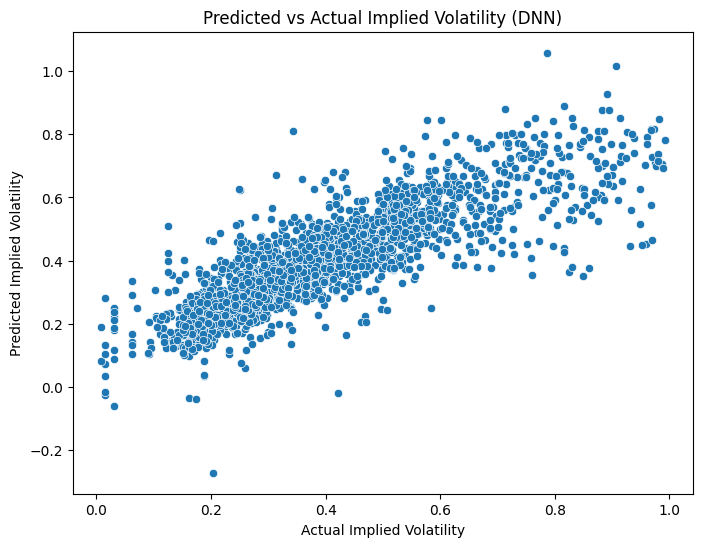 Predicted vs Actual Implied Volatility (DNN)
Predicted Implied Volatility
1.0
0.8
0.6
0.4
0.2
0.0
−0.2
0.0 0.2 0.4 0.6 0.8 1.0
Actual Implied Volatility